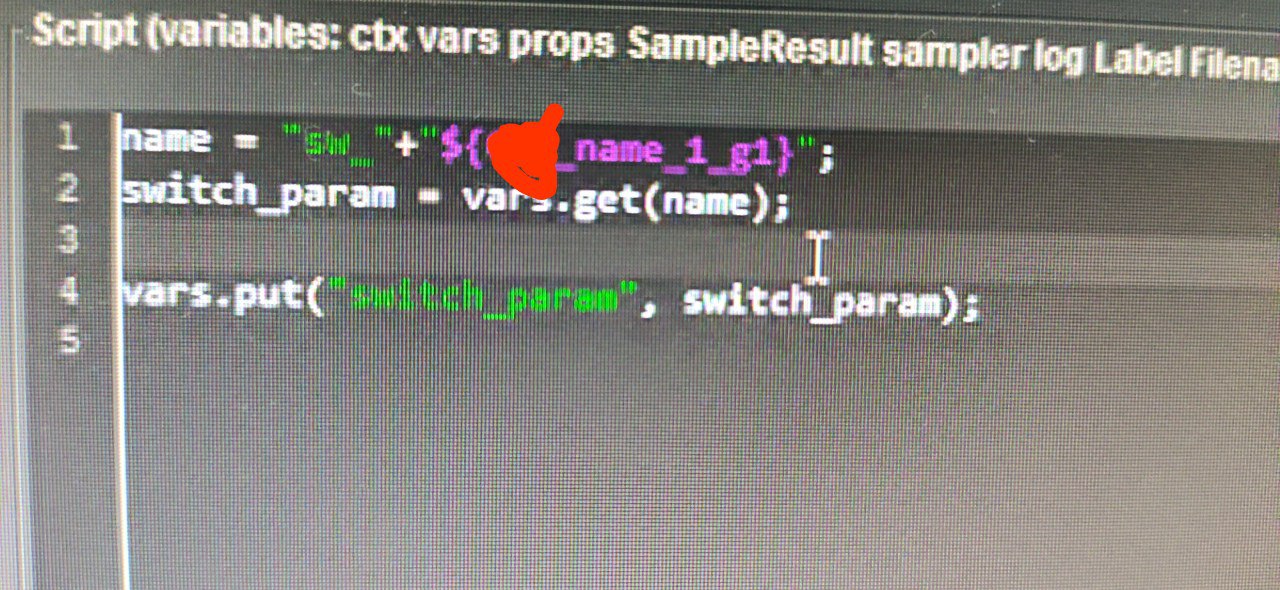 Script (variables: ctx vars props SampleResult sampler log Label Filena
1 name = "sw_"+"${ _name_1_g1}";
2 switch_param = vars.get(name);
3
4 vars.put("switch_param", switch_param);
5